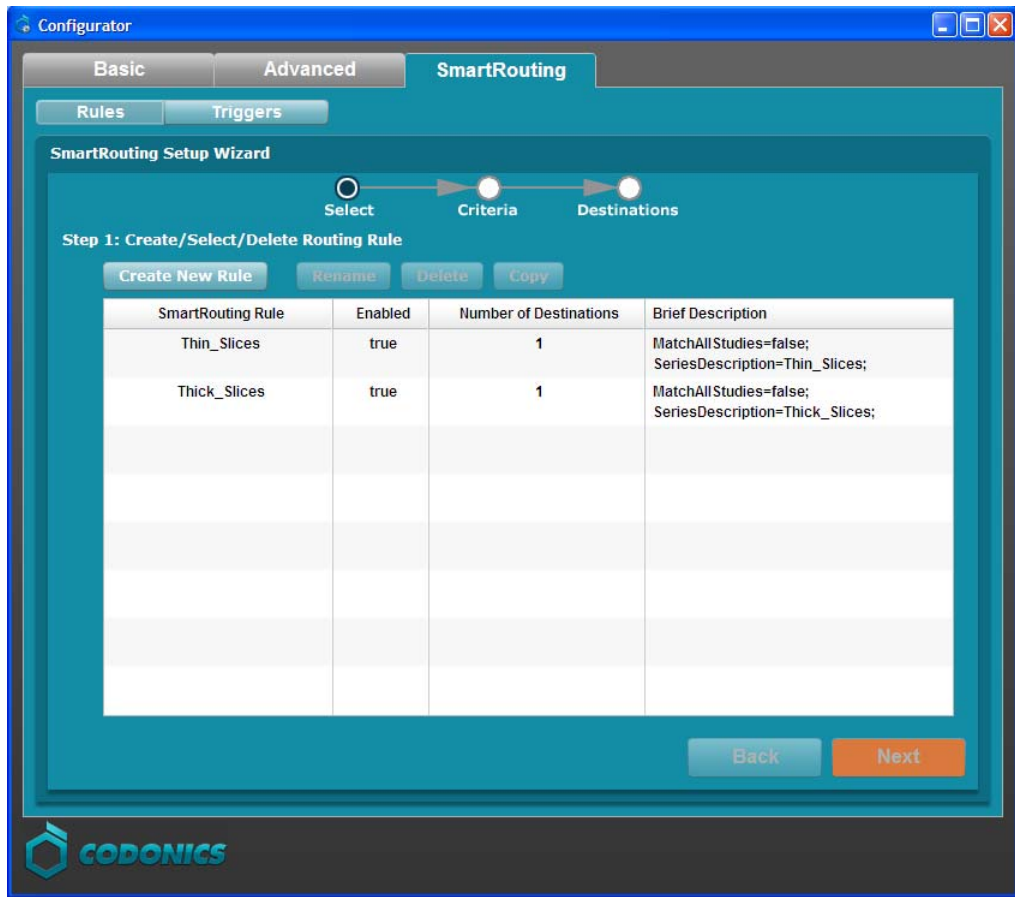 Configurator
Basic Advanced SmartRouting
Rules Triggers
SmartRouting Setup Wizard
Select Criteria Destinations
Step 1: Create/Select/Delete Routing Rule
Create New Rule Rename Delete Copy
SmartRouting Rule Enabled Number of Destinations Brief Description
Thin_Slices true 1 MatchAllStudies=false;
SeriesDescription=Thin_Slices;
Thick_Slices true 1 MatchAllStudies=false;
SeriesDescription=Thick_Slices;
Back Next
CODONICS